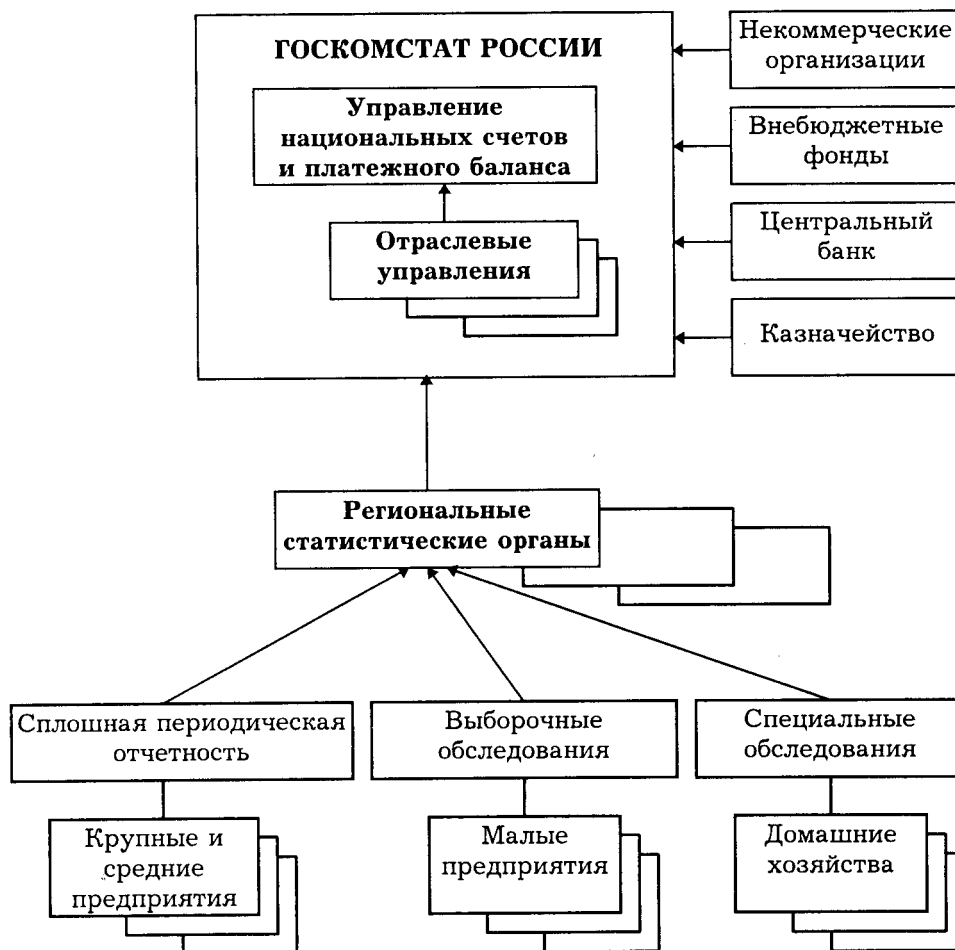 ГОСКОМСТАТ РОССИИ
Управление
национальных счетов
и платежного баланса
Отраслевые
управления
Некоммерческие
организации
Внебюджетные
фонды
Центральный
банк
Казначейство
Региональные
статистические органы
Сплошная периодическая
отчетность
Выборочные
обследования
Специальные
обследования
Крупные и
средние
предприятия
Малые
предприятия
Домашние
хозяйства